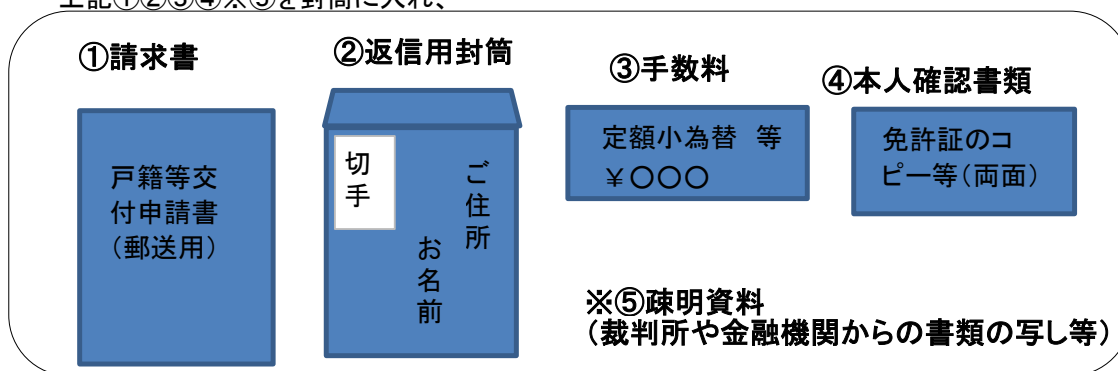 上記①②③④※⑤を封筒に入れ、
①請求書
戸籍等交
付申請書
(郵送用)
②返信用封筒
切手
ご住所
お名前
③手数料
定額小為替 等
￥〇〇〇
④本人確認書類
免許証のコ
ピー等(両面)
※⑤疎明資料
(裁判所や金融機関からの書類の写し等)